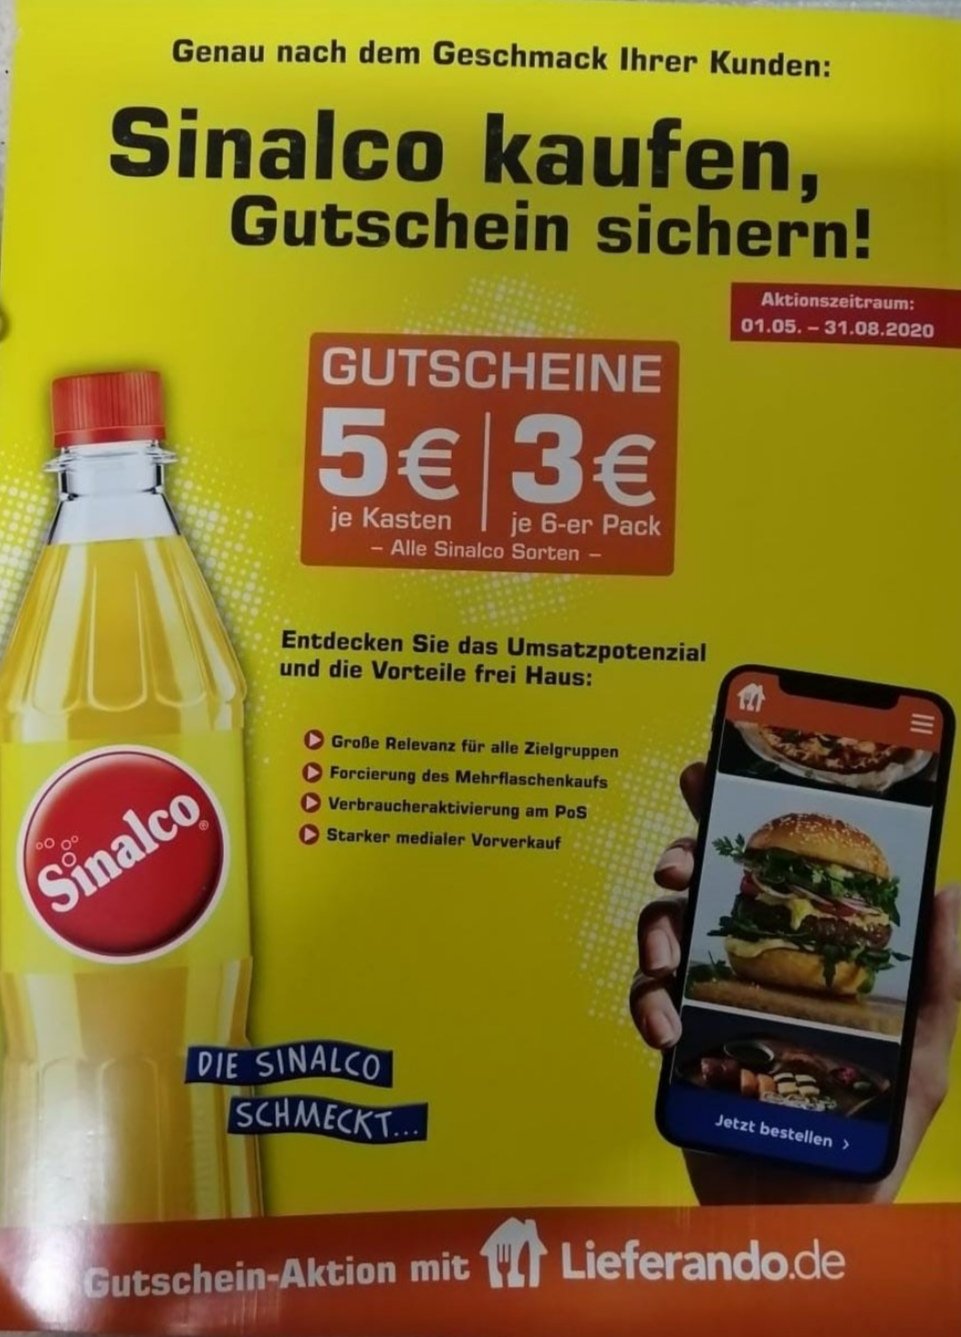 Genau nach dem Geschmack Ihrer Kunden:
Sinalco kaufen,
Gutschein sichern!
Aktionszeitraum:
01.05. – 31.08.2020
GUTSCHEINE
5€ | 3€
je Kasten je 6-er Pack
– Alle Sinalco Sorten –
Entdecken Sie das Umsatzpotenzial
und die Vorteile frei Haus:
Große Relevanz für alle Zielgruppen
Forcierung des Mehrflaschenkaufs
Verbraucheraktivierung am PoS
Starker medialer Vorverkauf
Sinalco®
DIE SINALCO
SCHMECKT...
Jetzt bestellen >
Gutschein-Aktion mit Lieferando.de